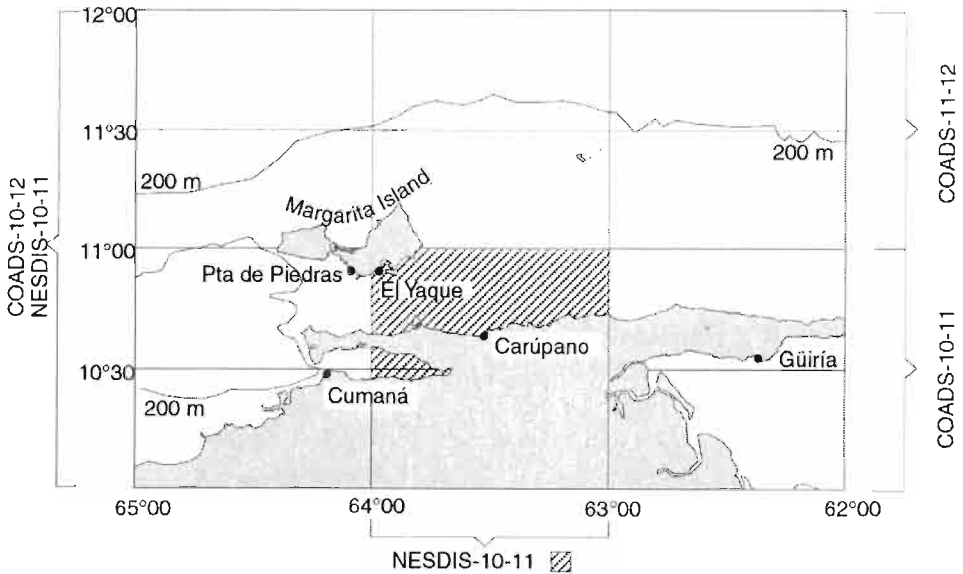 12°00
COADS-11-12
11°30
200 m
200 m
Margarita Island
COADS-10-12
NESDIS-10-11
11°00
Pta de Piedras
El Yaque
Carúpano
Güiría
COADS-10-11
10°30
Cumaná
200 m
65°00
64°00
63°00
62°00
NESDIS-10-11